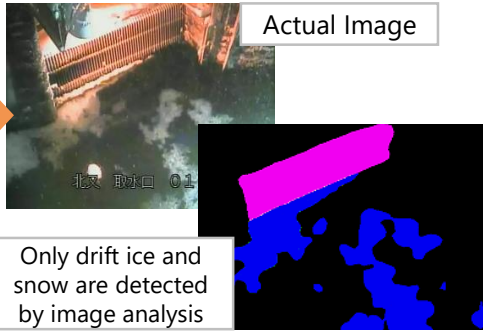 Actual Image
北又 取水口 01
Only drift ice and
snow are detected
by image analysis